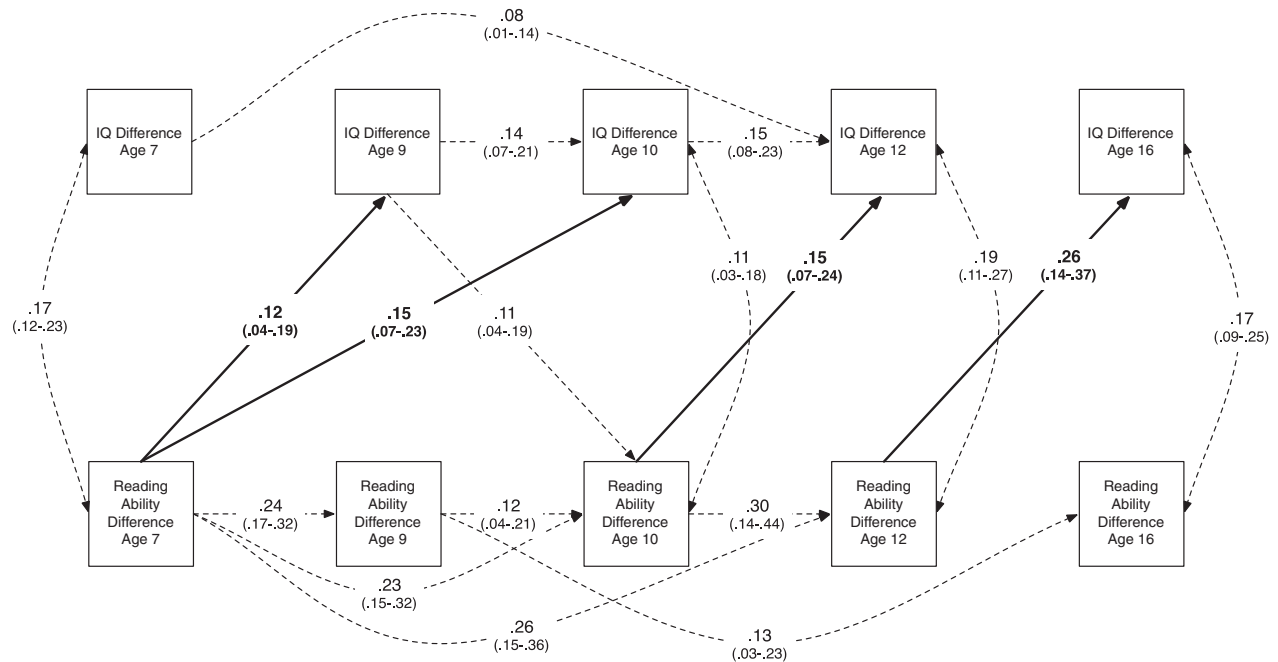 .08
(.01-.14)
IQ Difference
Age 7
IQ Difference
Age 9
.14
(.07-.21)
IQ Difference
Age 10
.15
(.08-.23)
IQ Difference
Age 12
IQ Difference
Age 16
.17
(.12-.23)
.12
(.04-.19)
.15
(.07-.23)
.11
(.04-.19)
.11
(.03-.18)
.15
(.07-.24)
.19
(.11-.27)
.26
(.14-.37)
.17
(.09-.25)
Reading
Ability
Difference
Age 7
.24
(.17-.32)
Reading
Ability
Difference
Age 9
.12
(.04-.21)
Reading
Ability
Difference
Age 10
.30
(.14-.44)
Reading
Ability
Difference
Age 12
Reading
Ability
Difference
Age 16
.23
(.15-.32)
.26
(.15-.36)
.13
(.03-.23)